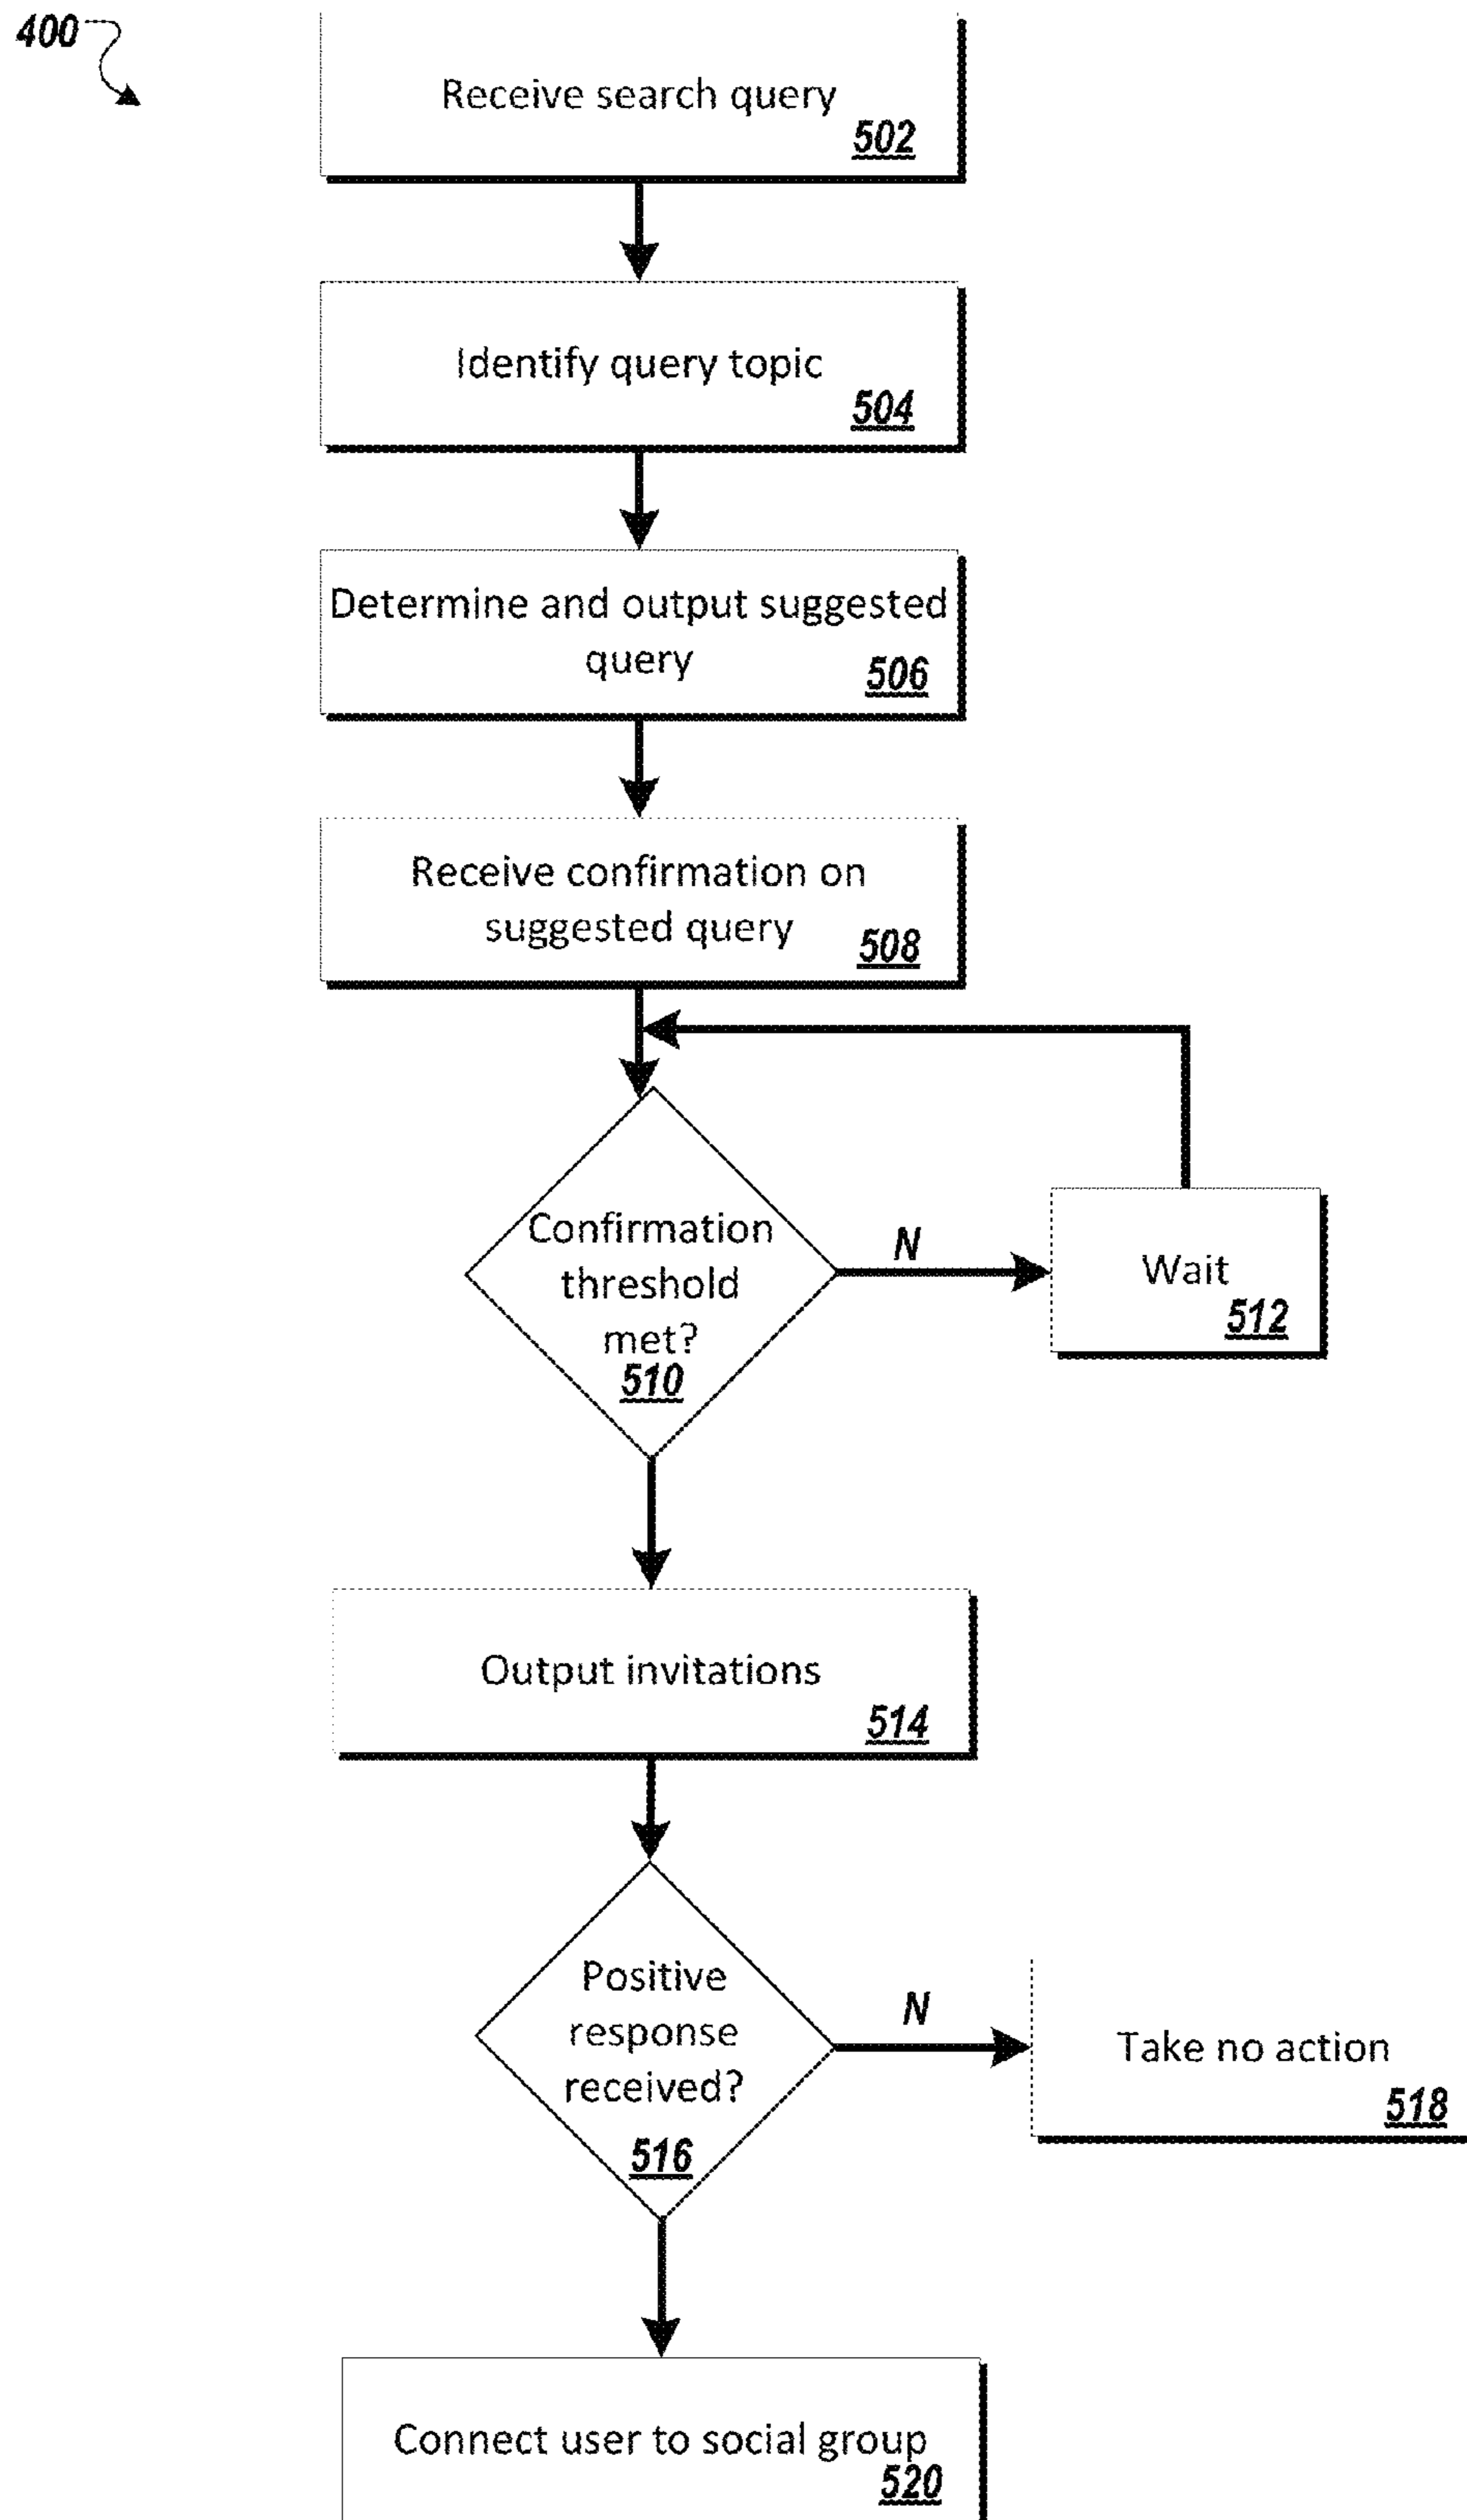 400
Receive search query
502
Identify query topic
504
Determine and output suggested
query
506
Receive confirmation on
suggested query
508
Confirmation
threshold
met?
510
N
Wait
512
Output invitations
514
Positive
response
received?
516
N
Take no action
518
Connect user to social group
520